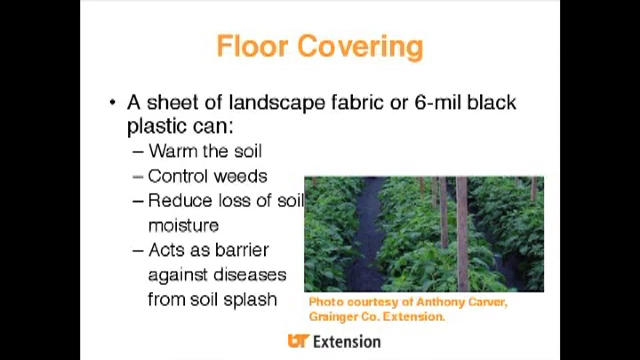 Floor Covering
• A sheet of landscape fabric or 6-mil black
plastic can:
– Warm the soil
– Control weeds
– Reduce loss of soil
moisture
– Acts as barrier
against diseases
from soil splash
Photo courtesy of Anthony Carver,
Grainger Co. Extension.
UT Extension